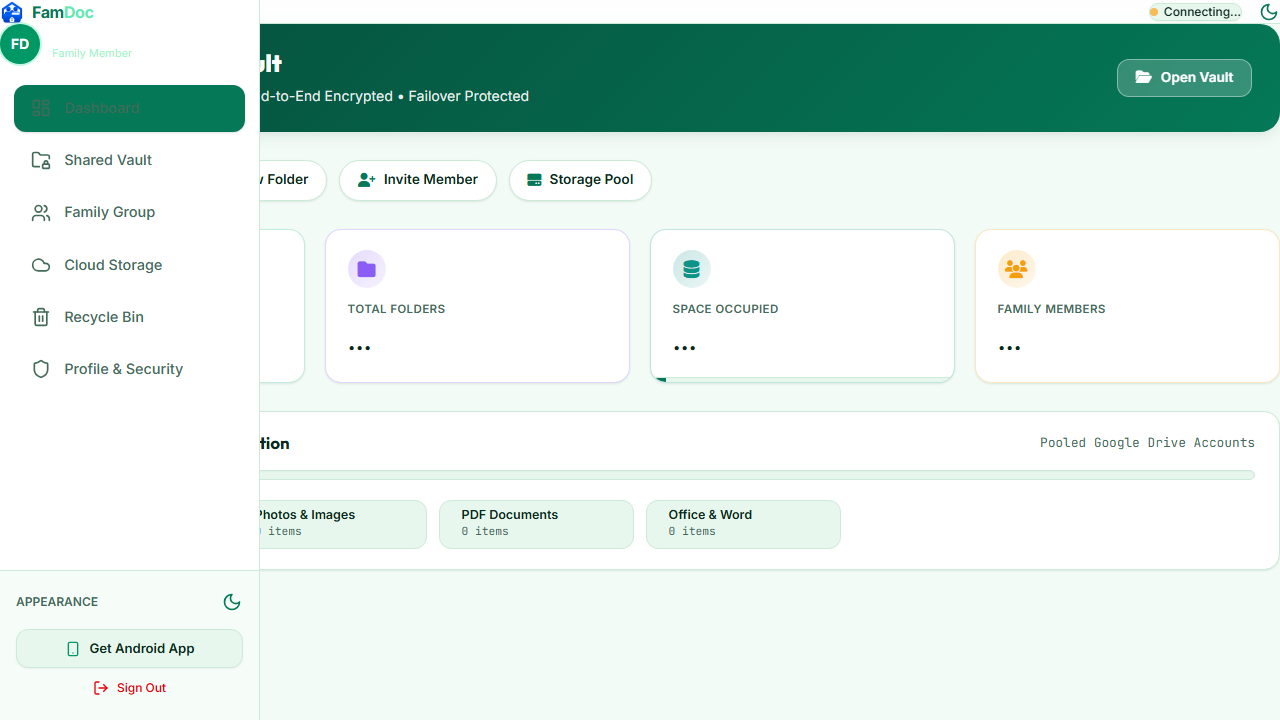 FamDoc
Connecting...
FD
Family Member
Dashboard
Shared Vault
Family Group
Cloud Storage
Recycle Bin
Profile & Security
APPEARANCE
Get Android App
Sign Out
ult
d-to-End Encrypted • Failover Protected
Open Vault
Folder
Invite Member
Storage Pool
TOTAL FOLDERS
...
SPACE OCCUPIED
...
FAMILY MEMBERS
...
tion
Pooled Google Drive Accounts
Photos & Images
items
PDF Documents
0 items
Office & Word
0 items